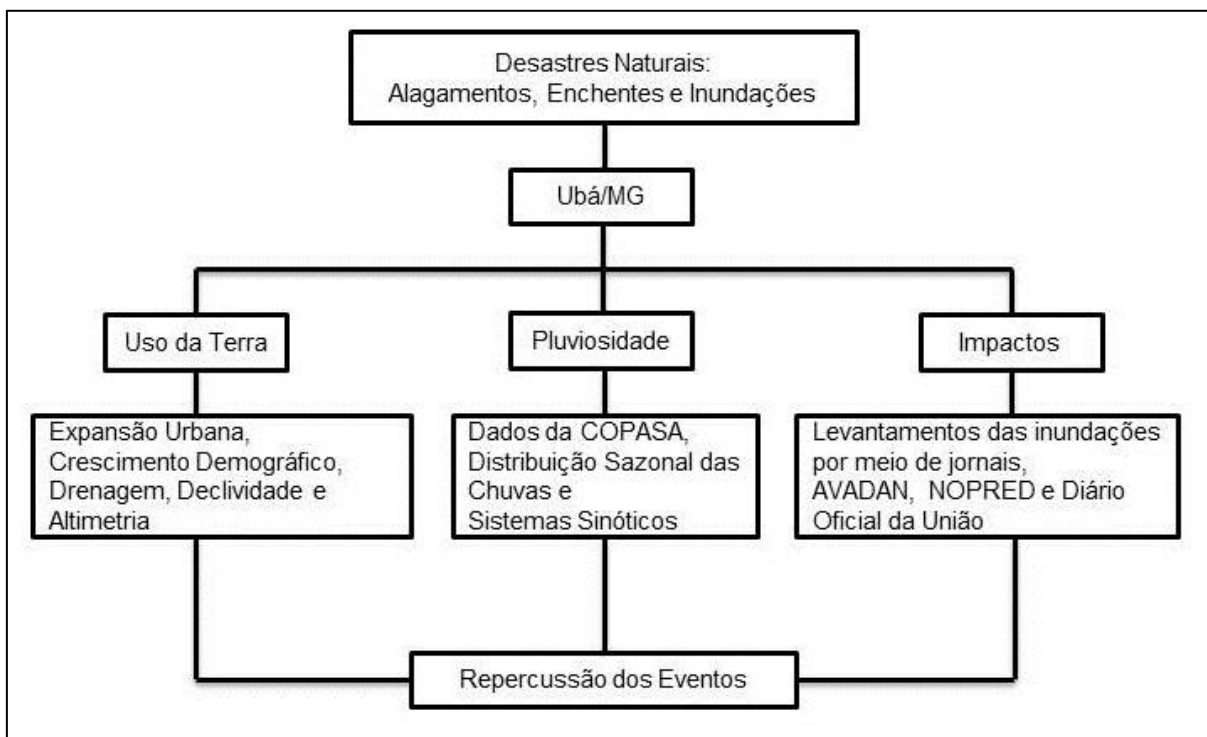 Desastres Naturais:
Alagamentos, Enchentes e Inundações
Ubá/MG
Uso da Terra
Pluviosidade
Impactos
Expansão Urbana,
Crescimento Demográfico,
Drenagem, Declividade e
Altimetria
Dados da COPASA,
Distribuição Sazonal das
Chuvas e
Sistemas Sinóticos
Levantamentos das inundações
por meio de jornais,
AVADAN, NOPRED e Diário
Oficial da União
Repercussão dos Eventos